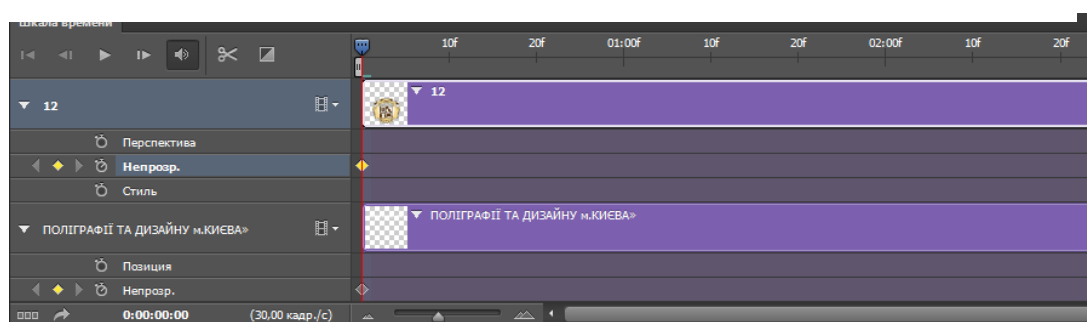 Шкала времени
10f 20f 01:00f 10f 20f 02:00f 10f 20f
12
12
Перспектива
Непрозр.
Стиль
ПОЛІГРАФІЇ ТА ДИЗАЙНУ м.КИЄВА»
ПОЛІГРАФІЇ ТА ДИЗАЙНУ м.КИЄВА»
Позиция
Непрозр.
0:00:00:00 (30,00 кадр./с)